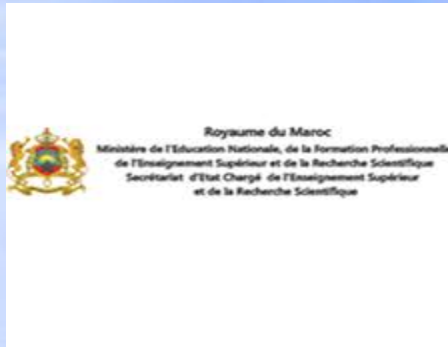 Royaume du Maroc
Ministère de l'Education Nationale, de la Formation Professionnelle
de l'Enseignement Supérieur et de la Recherche Scientifique
Secrétariat d'Etat Chargé de l'Enseignement Supérieur
et de la Recherche Scientifique